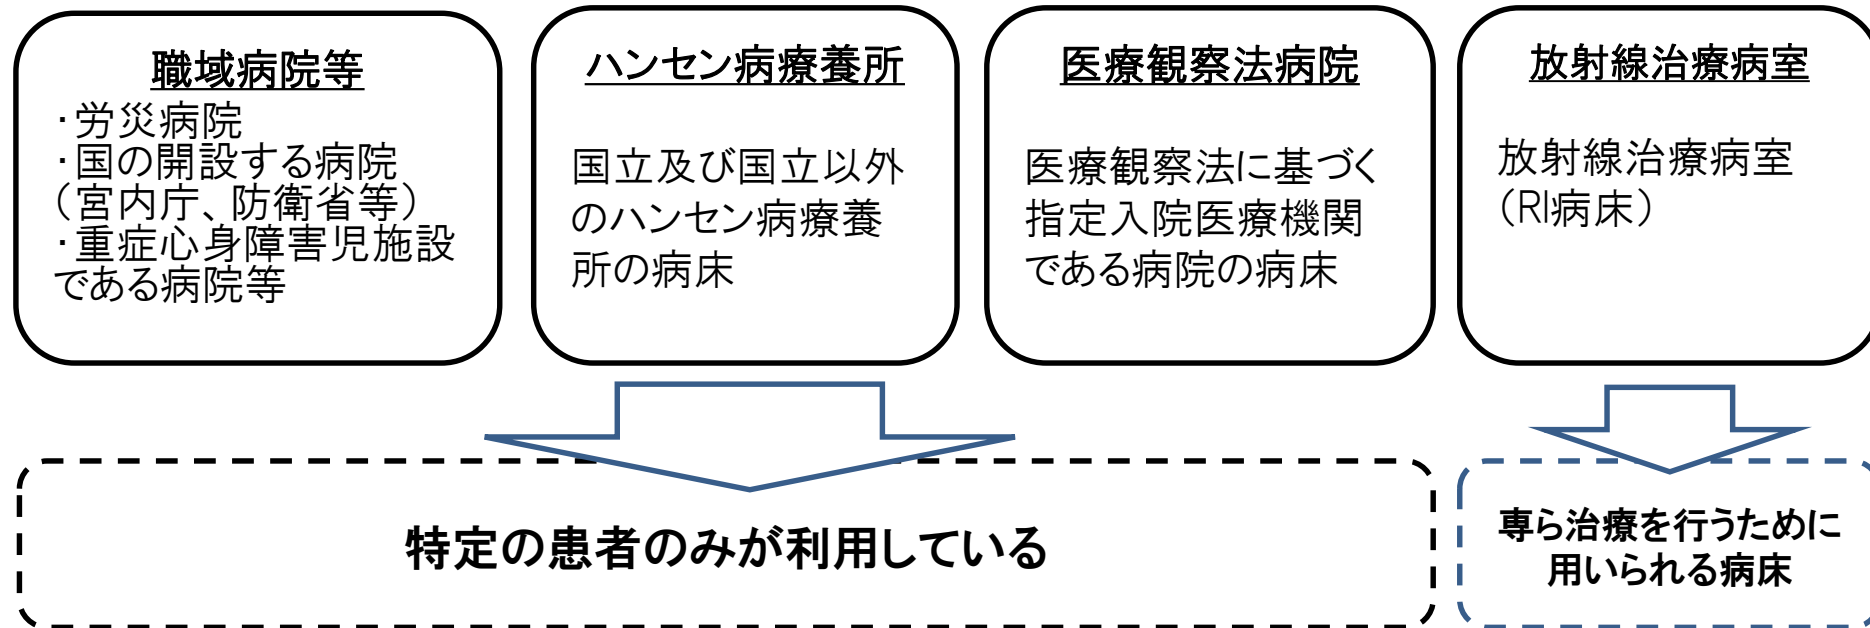 職域病院等
・労災病院
・国の開設する病院
（宮内庁、防衛省等）
・重症心身障害児施設
である病院等
ハンセン病療養所
国立及び国立以外
のハンセン病療養
所の病床
医療観察法病院
医療観察法に基づく
指定入院医療機関
である病院の病床
放射線治療病室
放射線治療病室
（RI病床）
特定の患者のみが利用している
専ら治療を行うために
用いられる病床